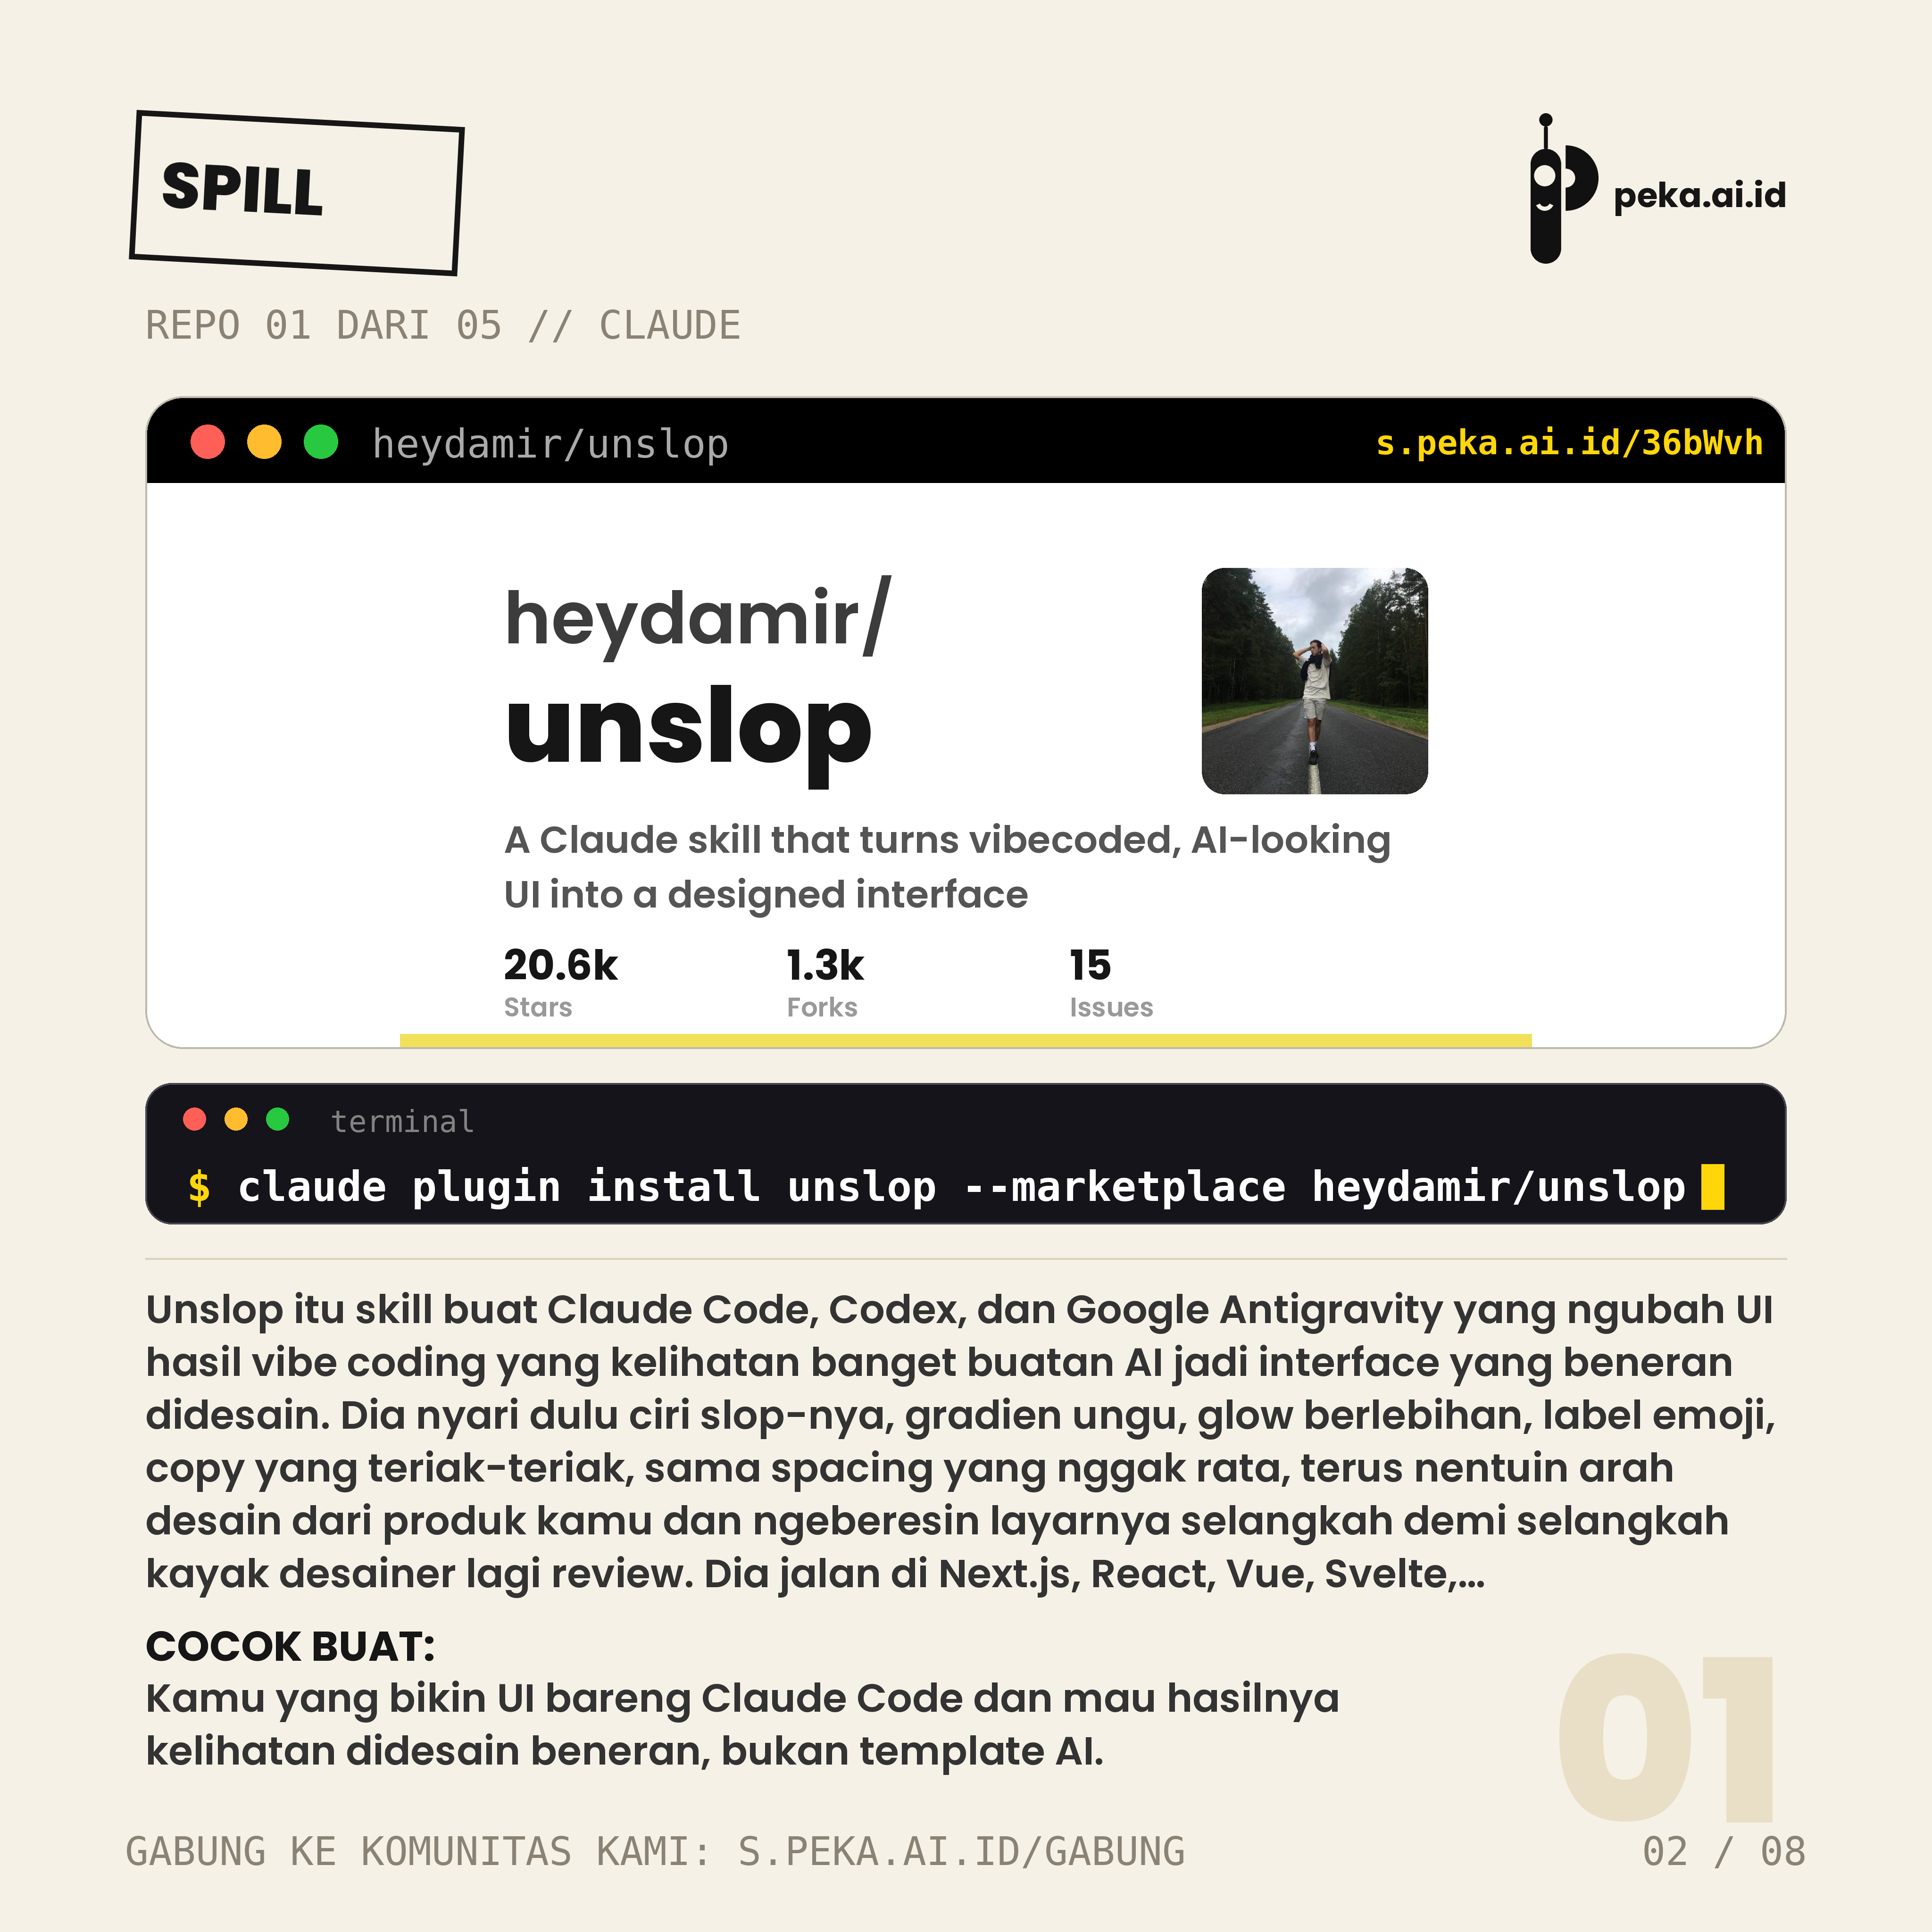 SPILL
peka.ai.id
REPO 01 DARI 05 // CLAUDE
heydamir/unslop
s.peka.ai.id/36bWvh
heydamir/
unslop
A Claude skill that turns vibecoded, AI-looking
UI into a designed interface
20.6k
Stars
1.3k
Forks
15
Issues
terminal
$ claude plugin install unslop --marketplace heydamir/unslop
Unslop itu skill buat Claude Code, Codex, dan Google Antigravity yang ngubah UI
hasil vibe coding yang kelihatan banget buatan AI jadi interface yang beneran
didesain. Dia nyari dulu ciri slop-nya, gradien ungu, glow berlebihan, label emoji,
copy yang teriak-teriak, sama spacing yang nggak rata, terus nentuin arah
desain dari produk kamu dan ngeberesin layarnya selangkah demi selangkah
kayak desainer lagi review. Dia jalan di Next.js, React, Vue, Svelte,...
COCOK BUAT:
Kamu yang bikin UI bareng Claude Code dan mau hasilnya
kelihatan didesain beneran, bukan template AI.
01
GABUNG KE KOMUNITAS KAMI: S.PEKA.AI.ID/GABUNG
02 / 08